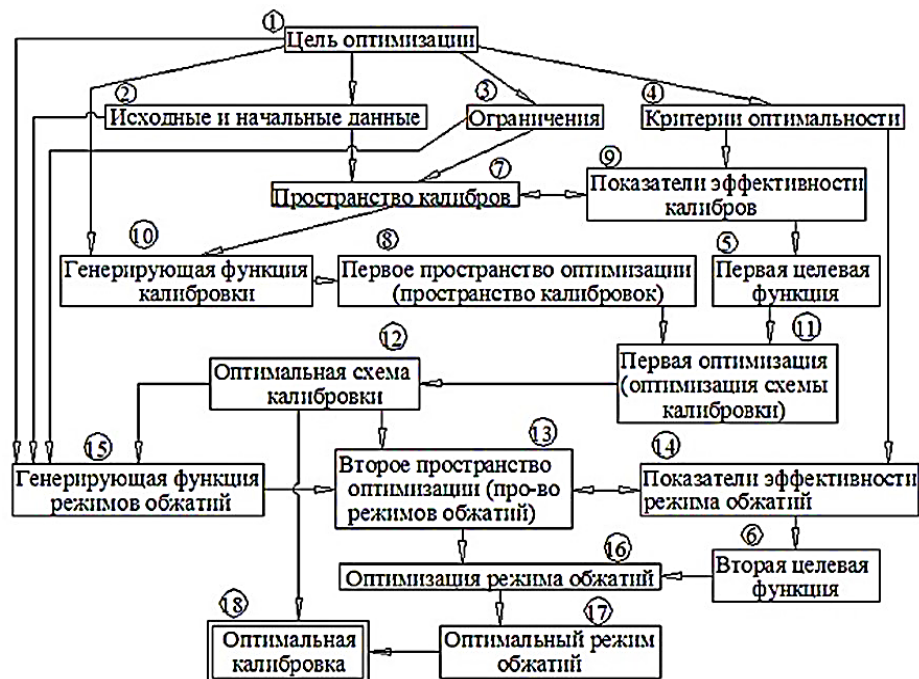 1
Цель оптимизации
2
Исходные и начальные данные
3
Ограничения
4
Критерии оптимальности
7
Пространство калибров
9
Показатели эффективности
калибров
10
Генерирующая функция
калибровки
8
Первое пространство оптимизации
(пространство калибровок)
5
Первая целевая
функция
12
Оптимальная схема
калибровки
11
Первая оптимизация
(оптимизация схемы
калибровки)
15
Генерирующая функция
режимов обжатий
13
Второе пространство
оптимизации (про-во
режимов обжатий)
14
Показатели эффективности
режима обжатий
16
Оптимизация режима обжатий
6
Вторая целевая
функция
18
Оптимальная
калибровка
17
Оптимальный режим
обжатий